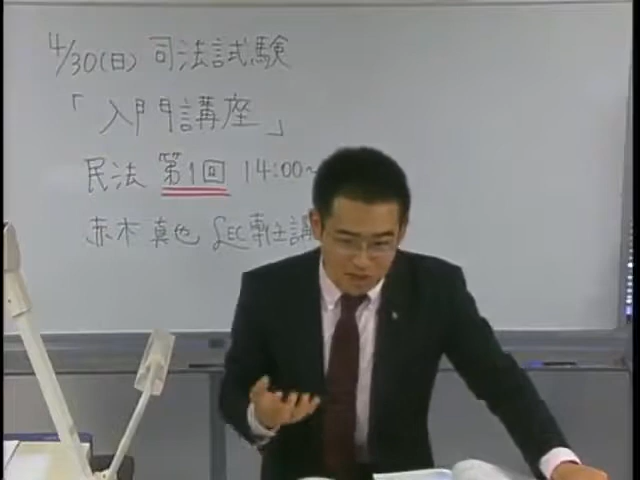 4/30(日) 司法試験
「入門講座」
民法 第1回 14:00~
赤木真也 LEC専任講